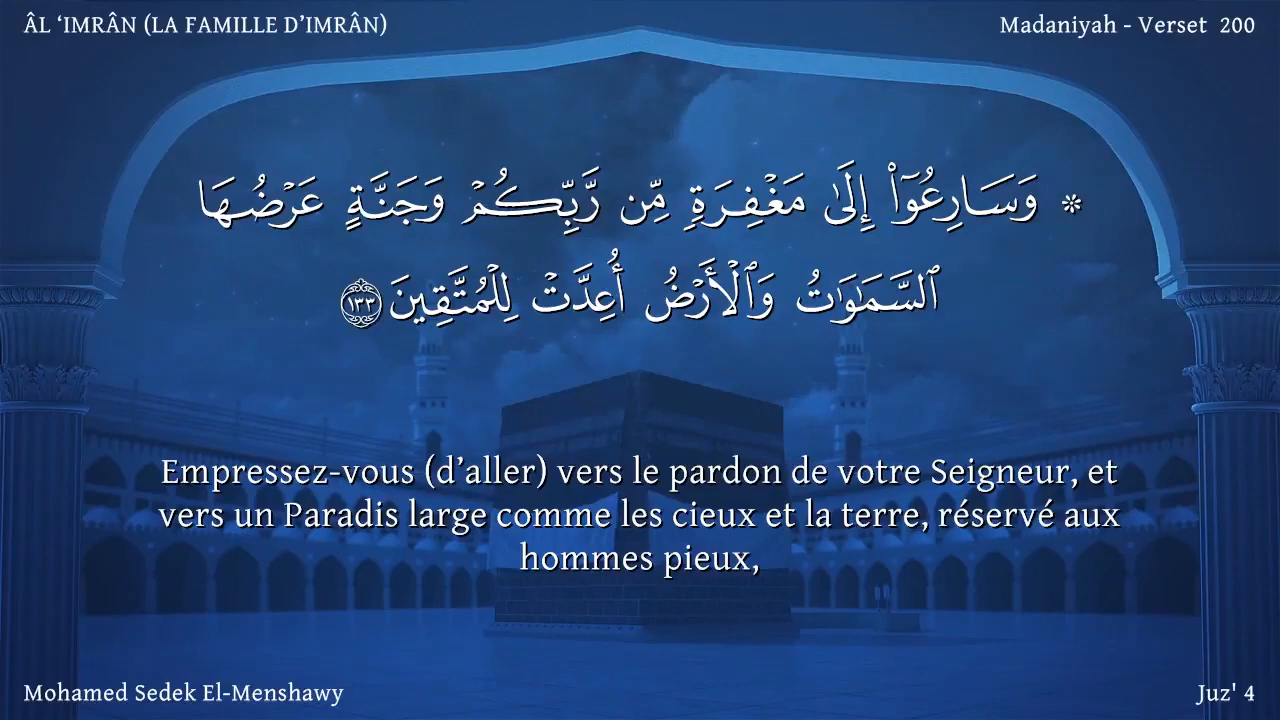 ÂL ‘IMRÂN (LA FAMILLE D’IMRÂN)
Madaniyah - Verset 200
۞ وَسَارِعُوٓا۟ إِلَىٰ مَغْفِرَةٍ مِّن رَّبِّكُمْ وَجَنَّةٍ عَرْضُهَا
ٱلسَّمَـٰوَٰتُ وَٱلْأَرْضُ أُعِدَّتْ لِلْمُتَّقِينَ ١٣٣
Empressez-vous (d’aller) vers le pardon de votre Seigneur, et
vers un Paradis large comme les cieux et la terre, réservé aux
hommes pieux,
Mohamed Sedek El-Menshawy
Juz' 4